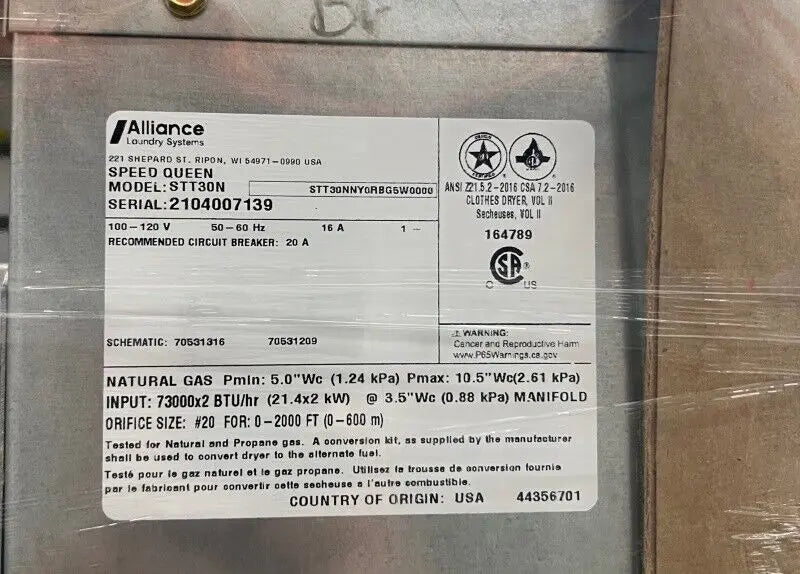 Alliance
Laundry Systems
221 SHEPARD ST. RIPON, WI 54971-0990 USA
SPEED QUEEN
MODEL: STT30N STT30NNY0RBG5W0000
SERIAL: 2104007139
100-120 V 50-60 Hz 16 A 1 ~
RECOMMENDED CIRCUIT BREAKER: 20 A
SCHEMATIC: 70531316 70531209
DESIGN
CERTIFIED
ANSI Z21.5.2-2016 CSA 7.2-2016
CLOTHES DRYER, VOL II
Secheuses, VOL II
164789
CSA ®
C US
⚠ WARNING:
Cancer and Reproductive Harm
www.P65Warnings.ca.gov
NATURAL GAS Pmin: 5.0"Wc (1.24 kPa) Pmax: 10.5"Wc(2.61 kPa)
INPUT: 73000x2 BTU/hr (21.4x2 kW) @ 3.5"Wc (0.88 kPa) MANIFOLD
ORIFICE SIZE: #20 FOR: 0-2000 FT (0-600 m)
Tested for Natural and Propane gas. A conversion kit, as supplied by the manufacturer
shall be used to convert dryer to the alternate fuel.
Testé pour le gaz naturel et le gaz propane. Utilisez la trousse de conversion fournie
par le fabricant pour convertir cette secheuse a l'autre combustible.
COUNTRY OF ORIGIN: USA 44356701